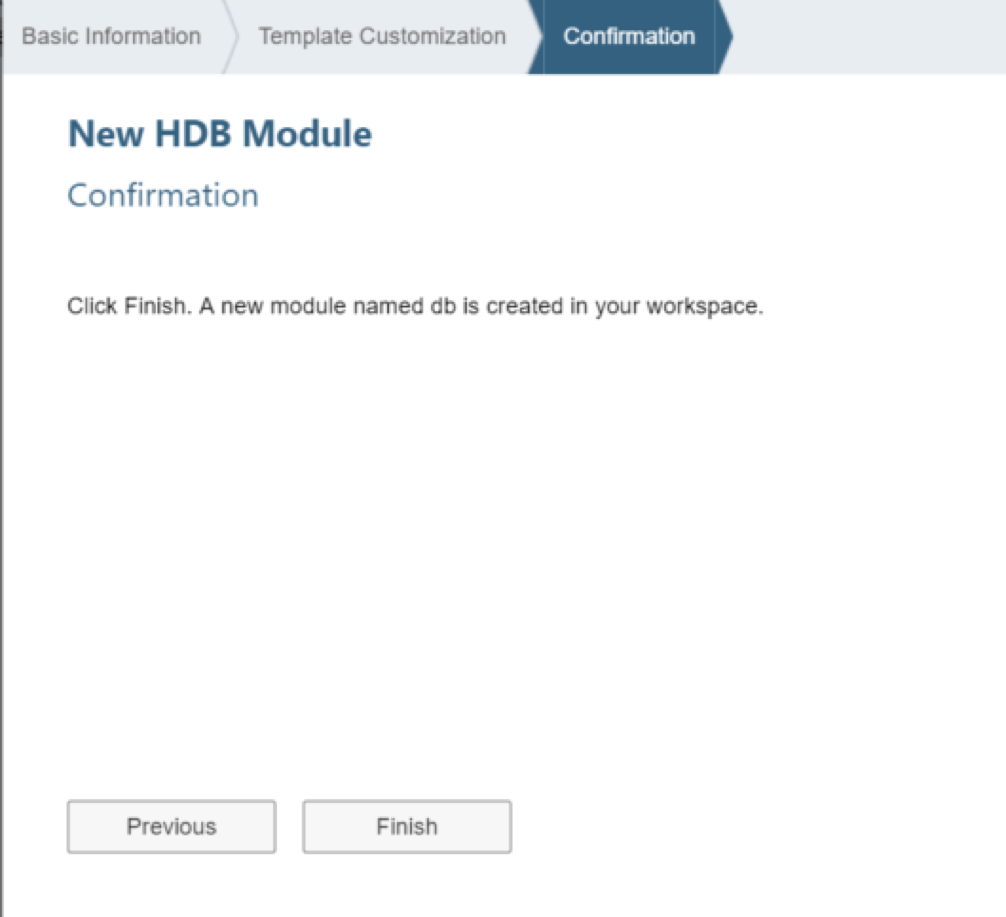 Basic Information Template Customization Confirmation
New HDB Module
Confirmation
Click Finish. A new module named db is created in your workspace.
Previous Finish